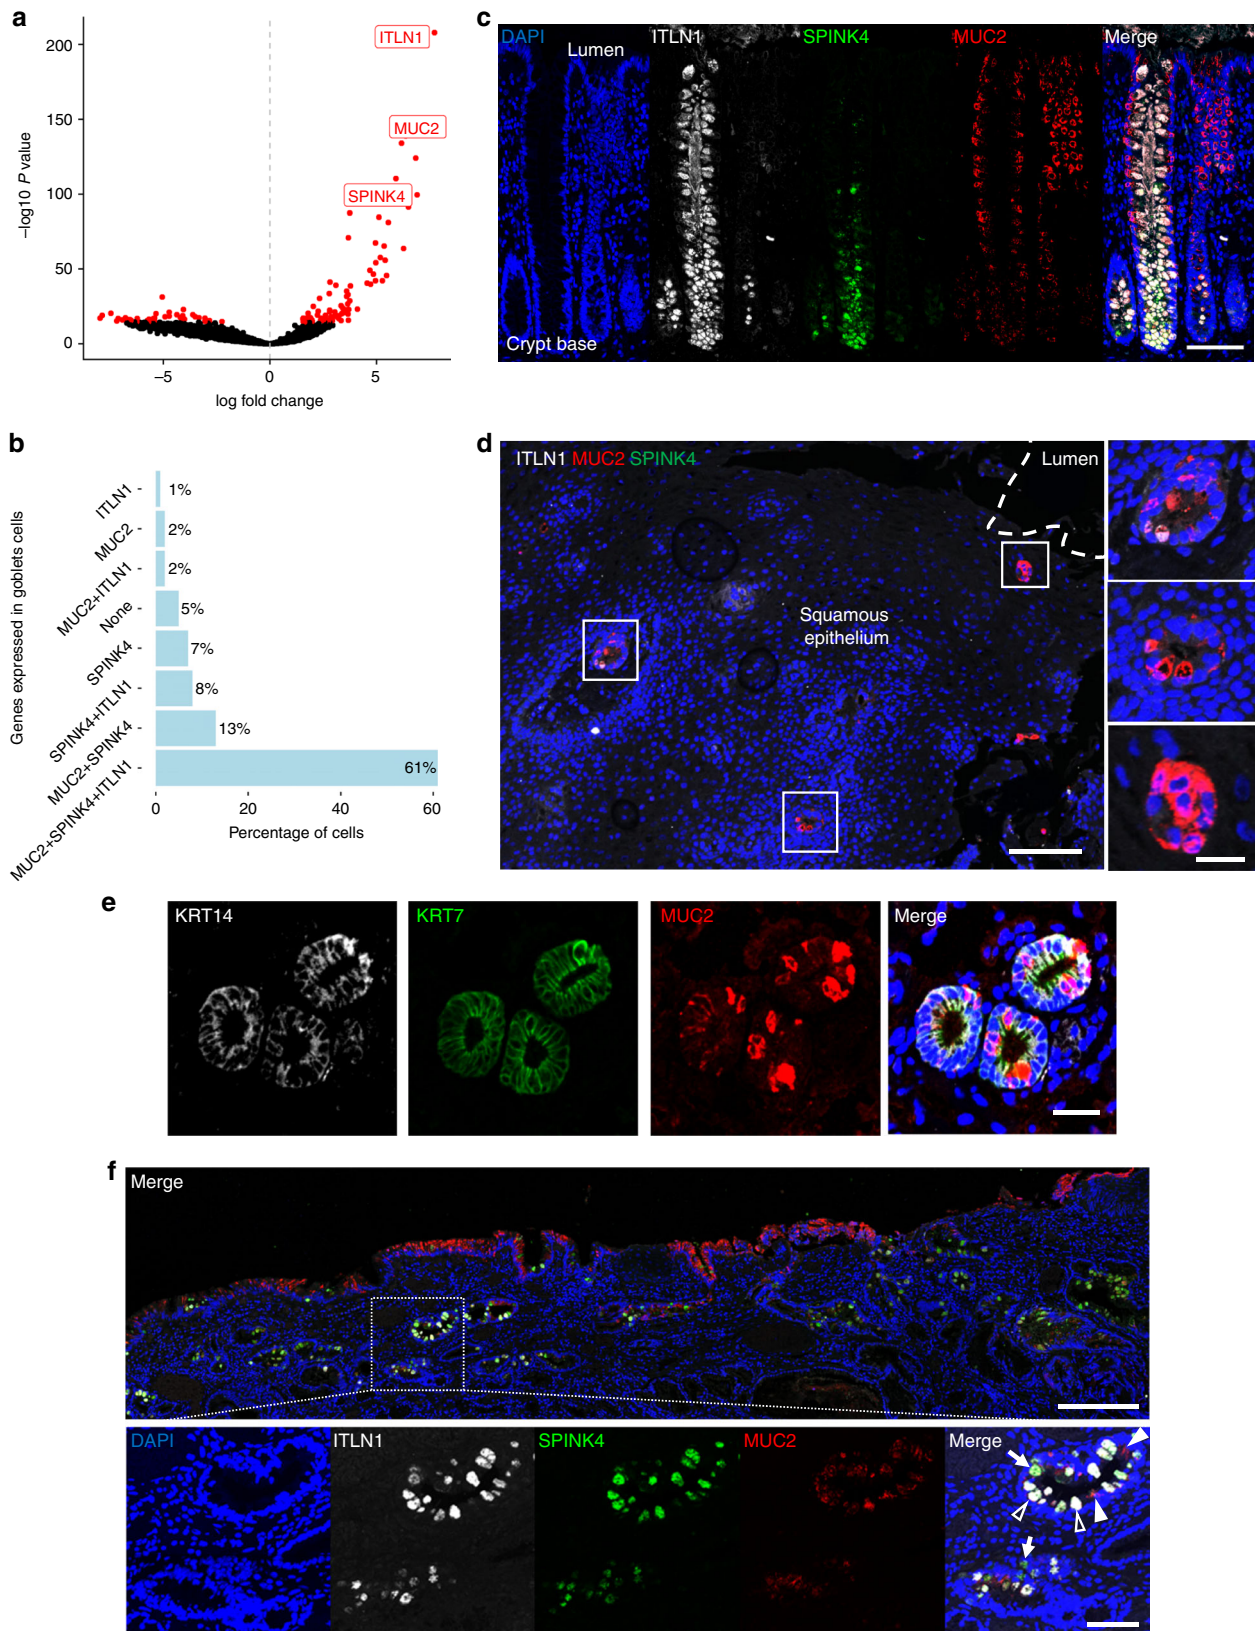 a
ITLN1
MUC2
SPINK4
200
150
100
50
0
−log10 P value
−5
0
5
log fold change
b
Genes expressed in goblets cells
ITLN1
1%
MUC2
2%
MUC2+ITLN1
2%
None
5%
SPINK4
7%
SPINK4+ITLN1
8%
MUC2+SPINK4
13%
MUC2+SPINK4+ITLN1
61%
0
20
40
60
Percentage of cells
c
DAPI
Lumen
ITLN1
SPINK4
MUC2
Merge
Crypt base
d
ITLN1 MUC2 SPINK4
Lumen
Squamous
epithelium
e
KRT14
KRT7
MUC2
Merge
f
Merge
DAPI
ITLN1
SPINK4
MUC2
Merge